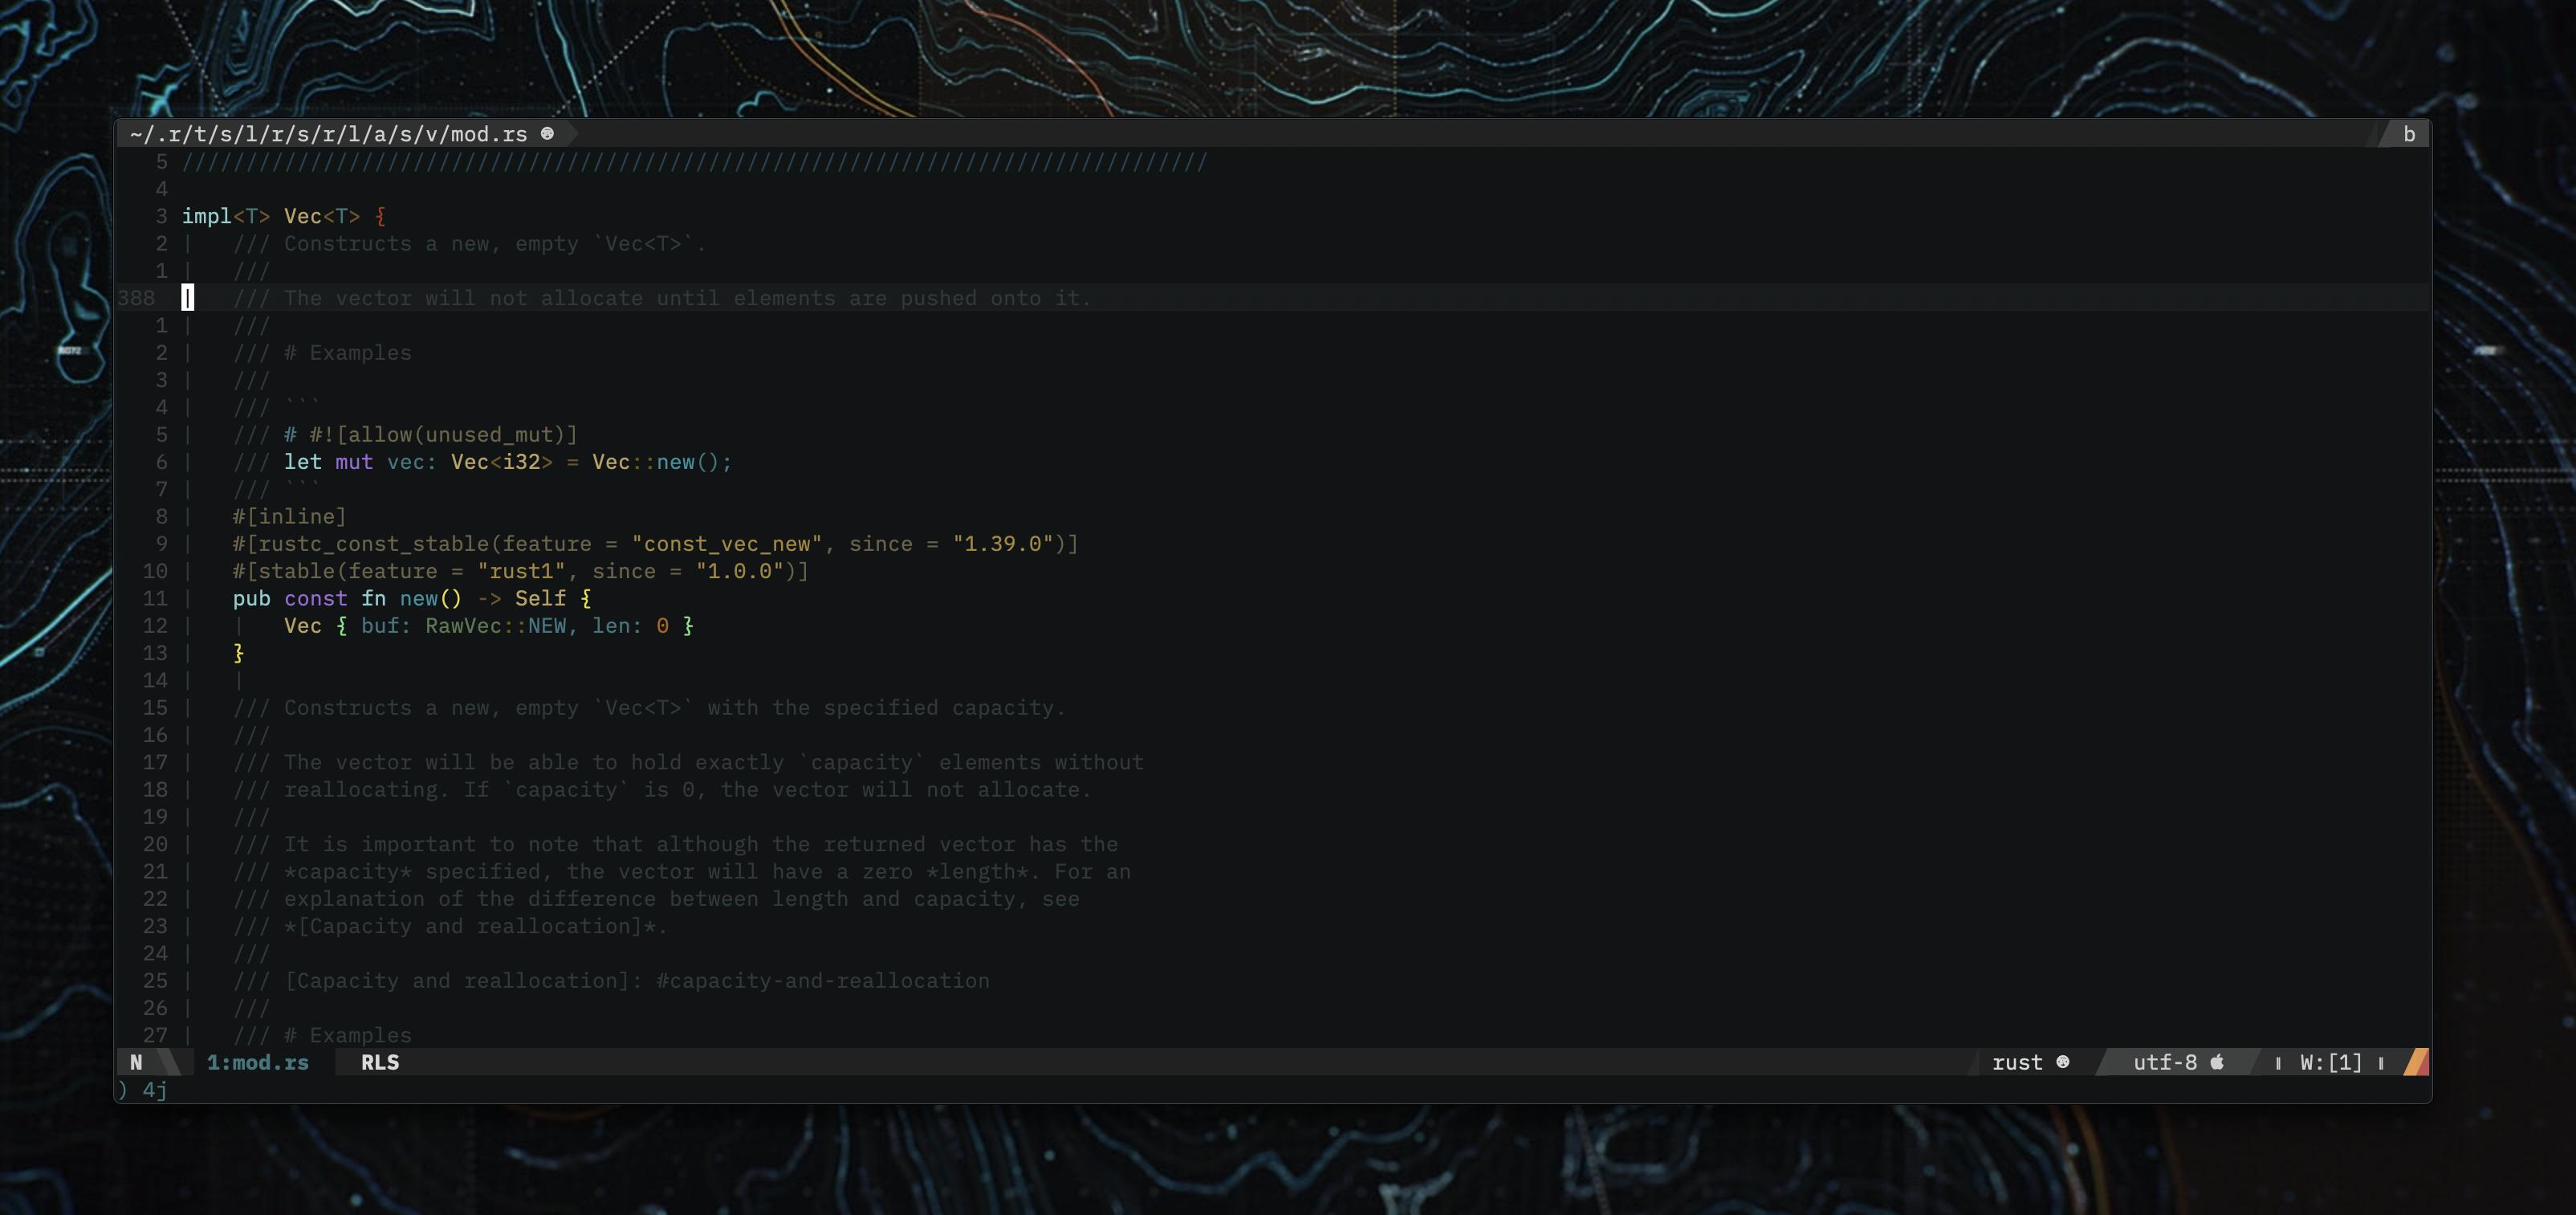 ~/.r/t/s/l/r/s/r/l/a/s/v/mod.rs
b
5 ////////////////////////////////////////////////////////////////////////////////
4
3 impl<T> Vec<T> {
2 |   /// Constructs a new, empty `Vec<T>`.
1 |   ///
388 |   /// The vector will not allocate until elements are pushed onto it.
1 |   ///
2 |   /// # Examples
3 |   ///
4 |   /// ```
5 |   /// # #![allow(unused_mut)]
6 |   /// let mut vec: Vec<i32> = Vec::new();
7 |   /// ```
8 |   #[inline]
9 |   #[rustc_const_stable(feature = "const_vec_new", since = "1.39.0")]
10 |   #[stable(feature = "rust1", since = "1.0.0")]
11 |   pub const fn new() -> Self {
12 |   |   Vec { buf: RawVec::NEW, len: 0 }
13 |   }
14 |   |
15 |   /// Constructs a new, empty `Vec<T>` with the specified capacity.
16 |   ///
17 |   /// The vector will be able to hold exactly `capacity` elements without
18 |   /// reallocating. If `capacity` is 0, the vector will not allocate.
19 |   ///
20 |   /// It is important to note that although the returned vector has the
21 |   /// *capacity* specified, the vector will have a zero *length*. For an
22 |   /// explanation of the difference between length and capacity, see
23 |   /// *[Capacity and reallocation]*.
24 |   ///
25 |   /// [Capacity and reallocation]: #capacity-and-reallocation
26 |   ///
27 |   /// # Examples
N 1:mod.rs RLS rust utf-8 W:[1]
) 4j